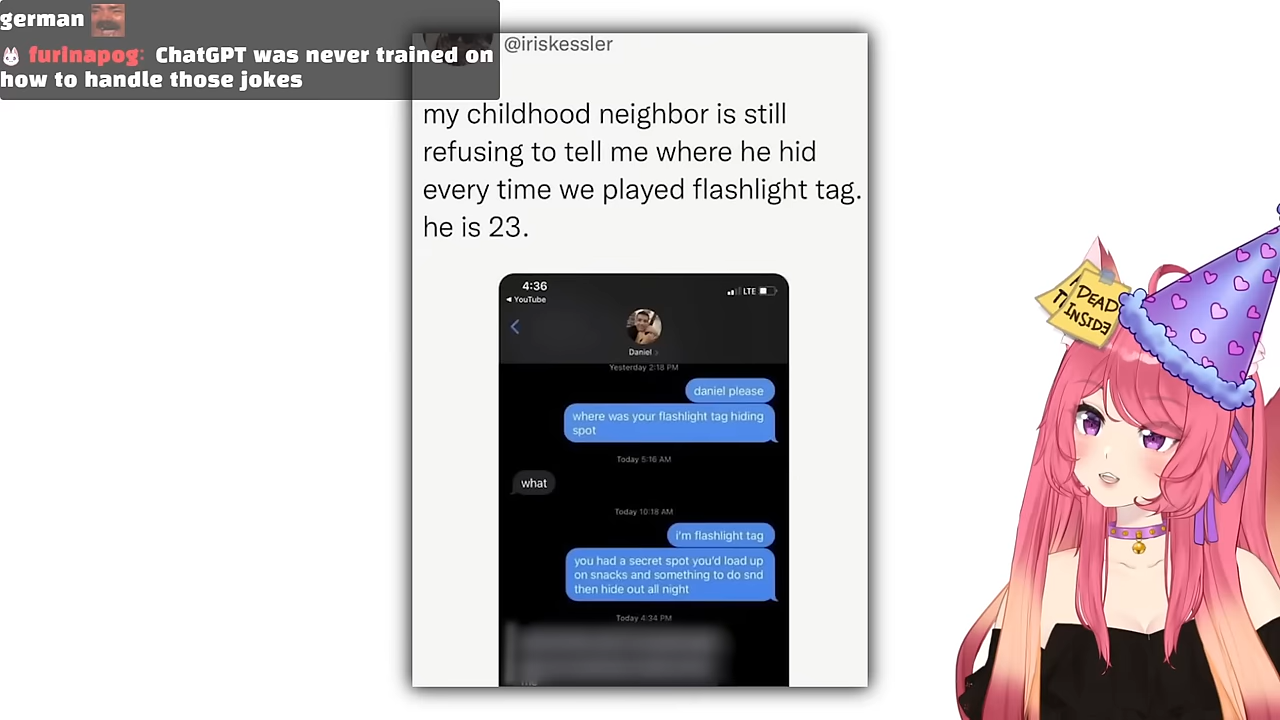 german
furinapog: ChatGPT was never trained on
how to handle those jokes
@iriskessler
my childhood neighbor is still
refusing to tell me where he hid
every time we played flashlight tag.
he is 23.
4:36
LTE
◀ YouTube
Daniel
Yesterday 2:18 PM
daniel please
where was your flashlight tag hiding
spot
Today 5:16 AM
what
Today 10:18 AM
i'm flashlight tag
you had a secret spot you'd load up
on snacks and something to do snd
then hide out all night
Today 4:34 PM
DEAD
INSIDE